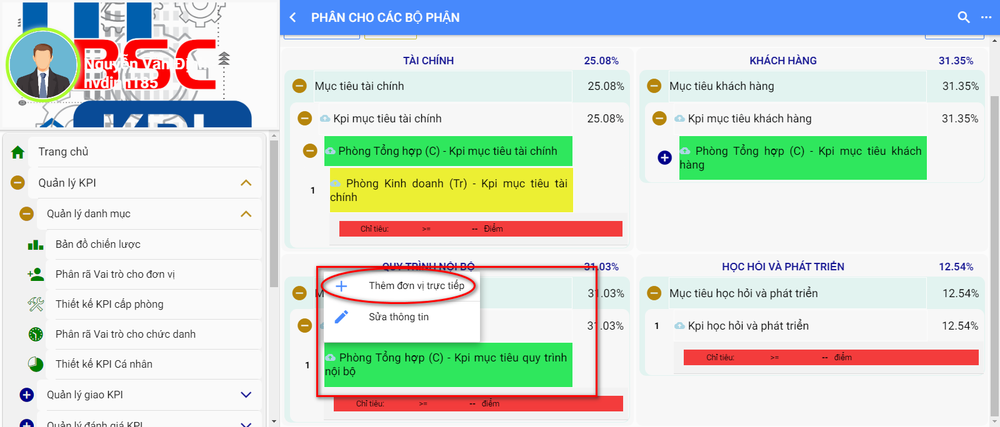 BSC
Nguyễn Văn Định
nvdinh185
KPI
Trang chủ
Quản lý KPI
Quản lý danh mục
Bản đồ chiến lược
Phân rã Vai trò cho đơn vị
Thiết kế KPI cấp phòng
Phân rã Vai trò cho chức danh
Thiết kế KPI Cá nhân
Quản lý giao KPI
Quản lý đánh giá KPI
PHÂN CHO CÁC BỘ PHẬN
TÀI CHÍNH 25.08%
Mục tiêu tài chính 25.08%
Kpi mục tiêu tài chính 25.08%
Phòng Tổng hợp (C) - Kpi mục tiêu tài chính
1 Phòng Kinh doanh (Tr) - Kpi mục tiêu tài
chính
Chỉ tiêu: >= -- Điểm
KHÁCH HÀNG 31.35%
Mục tiêu khách hàng 31.35%
Kpi mục tiêu khách hàng 31.35%
Phòng Tổng hợp (C) - Kpi mục tiêu khách
hàng
QUY TRÌNH NỘI BỘ 31.03%
M 31.03%
31.03%
Thêm đơn vị trực tiếp
Sửa thông tin
1 Phòng Tổng hợp (C) - Kpi mục tiêu quy trình
nội bộ
Chỉ tiêu: >= -- điểm
HỌC HỎI VÀ PHÁT TRIỂN 12.54%
Mục tiêu học hỏi và phát triển 12.54%
1 Kpi học hỏi và phát triển 12.54%
Chỉ tiêu: >= -- điểm